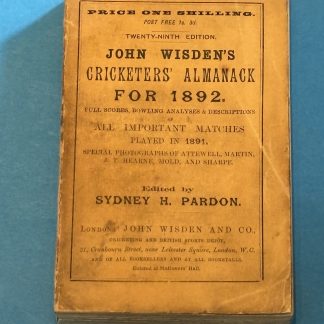 PRICE ONE SHILLING.
POST FREE 1s. 3d.
TWENTY-NINTH EDITION.
JOHN WISDEN'S
CRICKETERS' ALMANACK
FOR 1892.
FULL SCORES, BOWLING ANALYSES & DESCRIPTIONS
OF
ALL IMPORTANT MATCHES
PLAYED IN 1891.
SPECIAL PHOTOGRAPHS OF ATTEWELL, MARTIN,
J. T. HEARNE, MOLD, AND SHARPE.
Edited by
SYDNEY H. PARDON.
LONDON: JOHN WISDEN AND CO.,
CRICKETING AND BRITISH SPORTS DEPÔT,
21, Cranbourn Street, near Leicester Square, London, W.C.
AND OF ALL BOOKSELLERS AND AT ALL BOOKSTALLS.
Entered at Stationers' Hall.